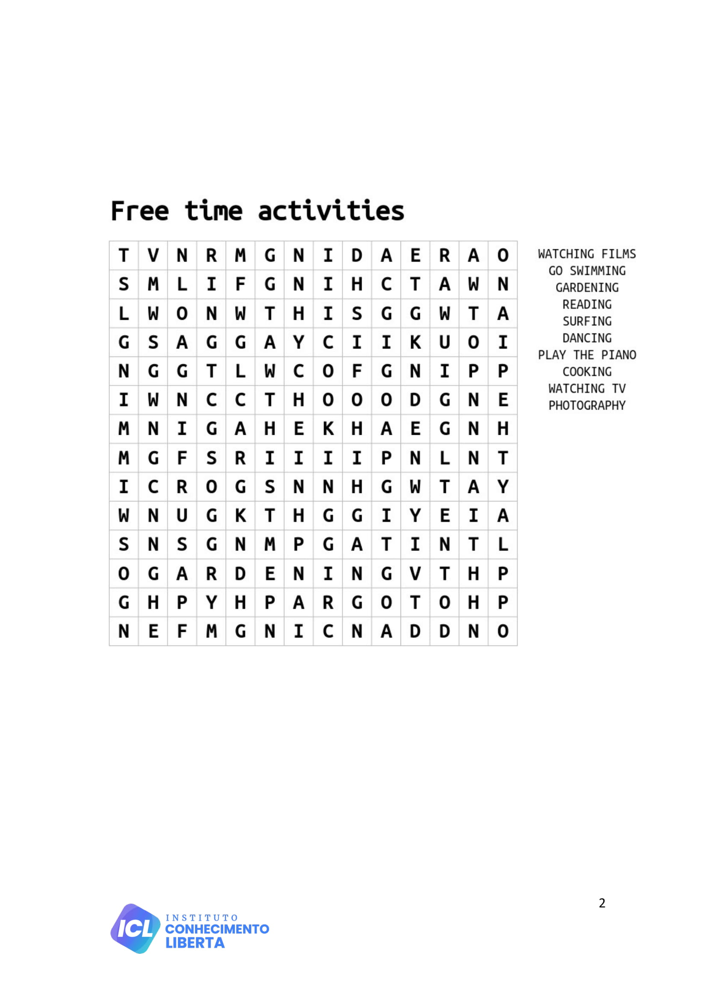 Free time activities
T V N R M G N I D A E R A O
S M L I F G N I H C T A W N
L W O N W T H I S G G W T A
G S A G G A Y C I I K U O I
N G G T L W C O F G N I P P
I W N C C T H O O O D G N E
M N I G A H E K H A E G N H
M G F S R I I I I P N L N T
I C R O G S N N H G W T A Y
W N U G K T H G G I Y E I A
S N S G N M P G A T I N T L
O G A R D E N I N G V T H P
G H P Y H P A R G O T O H P
N E F M G N I C N A D D N O
WATCHING FILMS
GO SWIMMING
GARDENING
READING
SURFING
DANCING
PLAY THE PIANO
COOKING
WATCHING TV
PHOTOGRAPHY
2
ICL
INSTITUTO
CONHECIMENTO
LIBERTA